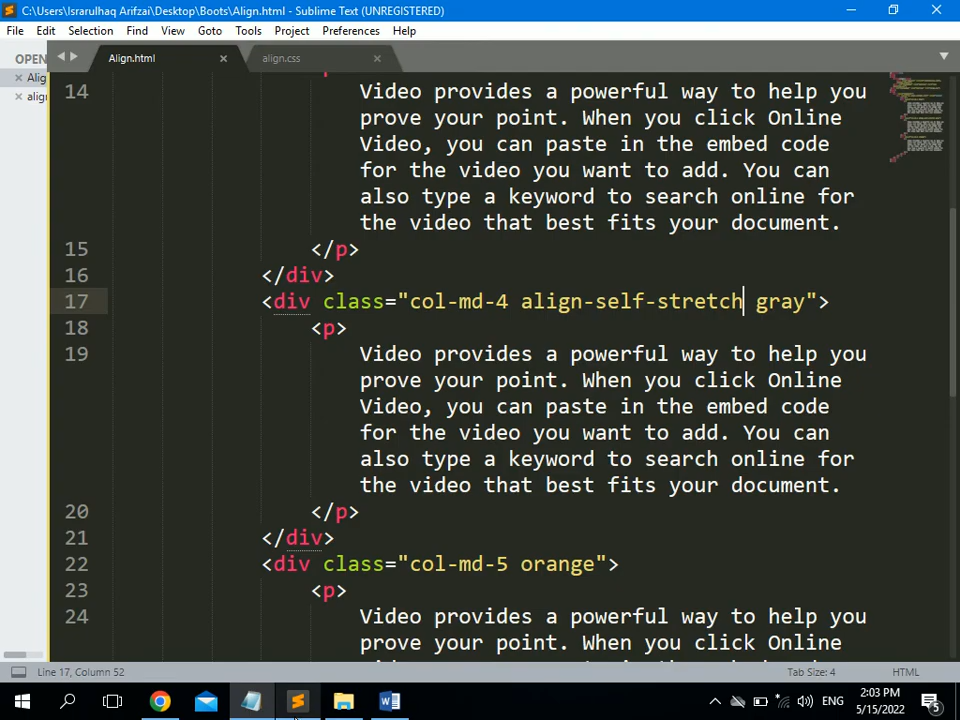 C:\Users\Israrulhaq Arifzai\Desktop\Boots\Align.html - Sublime Text (UNREGISTERED)
File Edit Selection View Goto Tools Project Preferences Help
OPEN
Align.html
align.css
Alig
alig
14 Video provides a powerful way to help you
prove your point. When you click Online
Video, you can paste in the embed code
for the video you want to add. You can
also type a keyword to search online for
the video that best fits your document.
15 </p>
16 </div>
17 <div class="col-md-4 align-self-stretch gray">
18 <p>
19 Video provides a powerful way to help you
prove your point. When you click Online
Video, you can paste in the embed code
for the video you want to add. You can
also type a keyword to search online for
the video that best fits your document.
20 </p>
21 </div>
22 <div class="col-md-5 orange">
23 <p>
24 Video provides a powerful way to help you
prove your point. When you click Online
Line 17, Column 52
Tab Size: 4
HTML
ENG
2:03 PM
5/15/2022
5